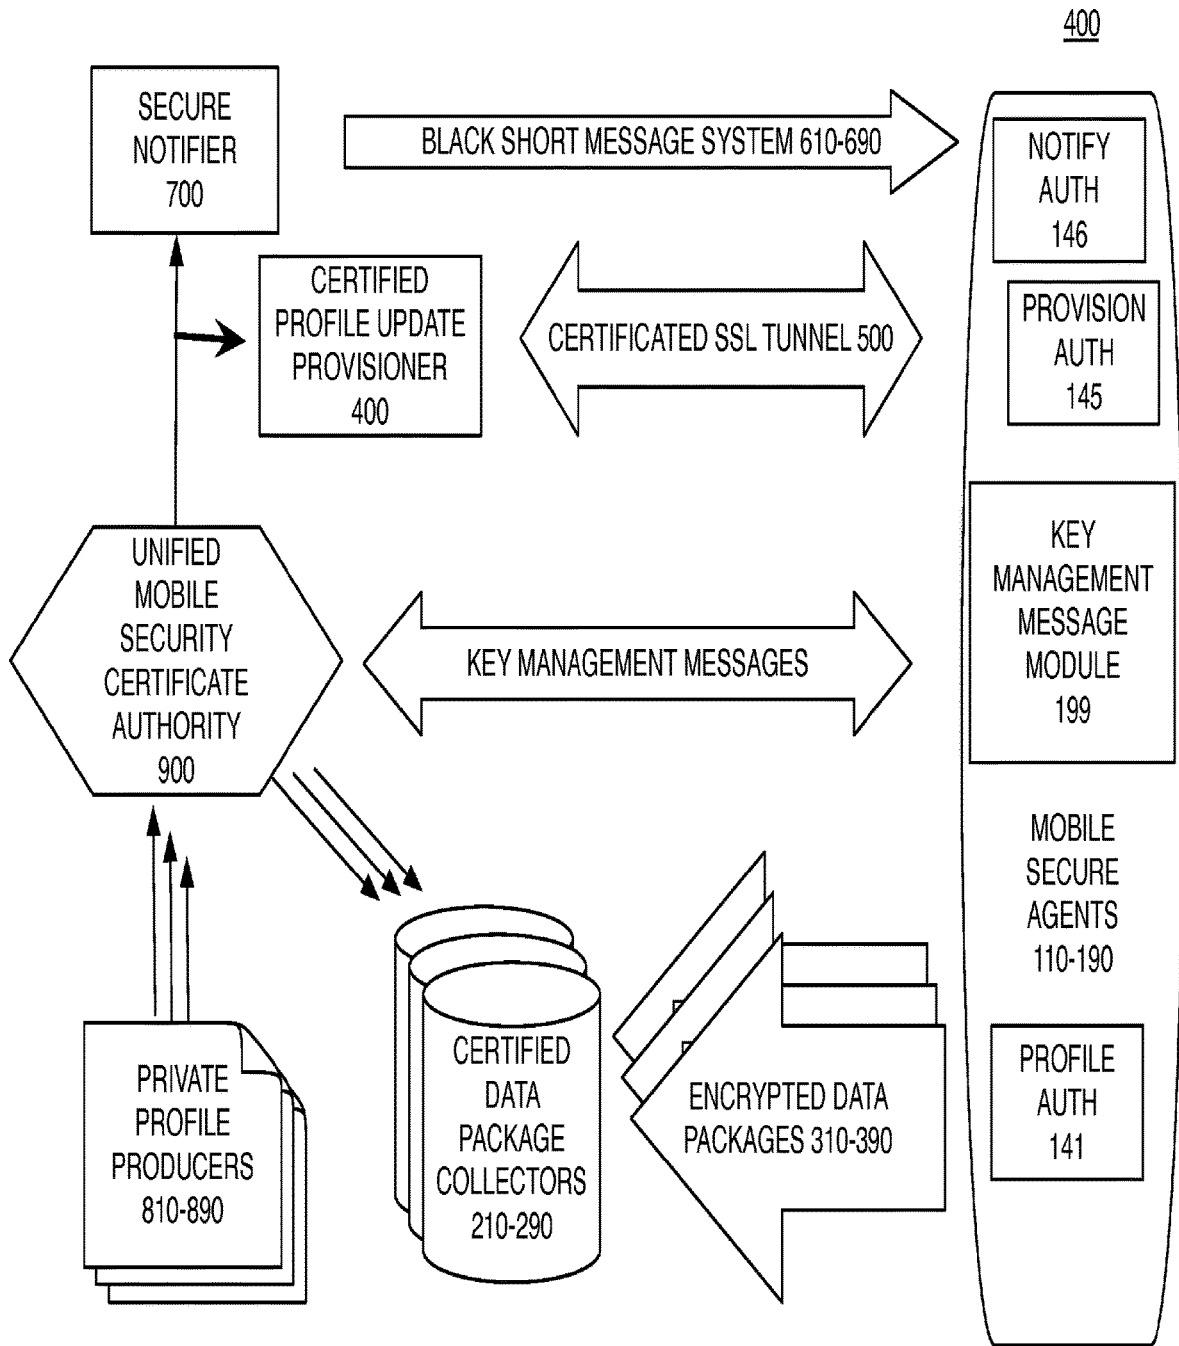 400
SECURE
NOTIFIER
700
BLACK SHORT MESSAGE SYSTEM 610-690
NOTIFY
AUTH
146
CERTIFIED
PROFILE UPDATE
PROVISIONER
400
CERTIFICATED SSL TUNNEL 500
PROVISION
AUTH
145
UNIFIED
MOBILE
SECURITY
CERTIFICATE
AUTHORITY
900
KEY MANAGEMENT MESSAGES
KEY
MANAGEMENT
MESSAGE
MODULE
199
MOBILE
SECURE
AGENTS
110-190
PRIVATE
PROFILE
PRODUCERS
810-890
CERTIFIED
DATA
PACKAGE
COLLECTORS
210-290
ENCRYPTED DATA
PACKAGES 310-390
PROFILE
AUTH
141